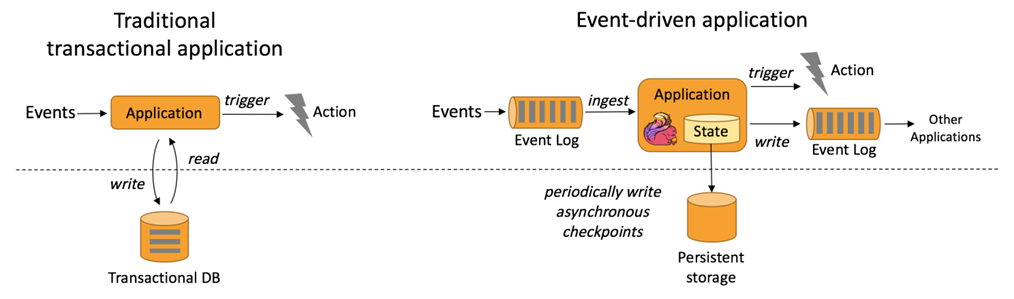 Traditional
transactional application
Events
Application
trigger
Action
write
read
Transactional DB
Event-driven application
Events
Event Log
ingest
Application
State
trigger
Action
write
Event Log
Other
Applications
periodically write
asynchronous
checkpoints
Persistent
storage